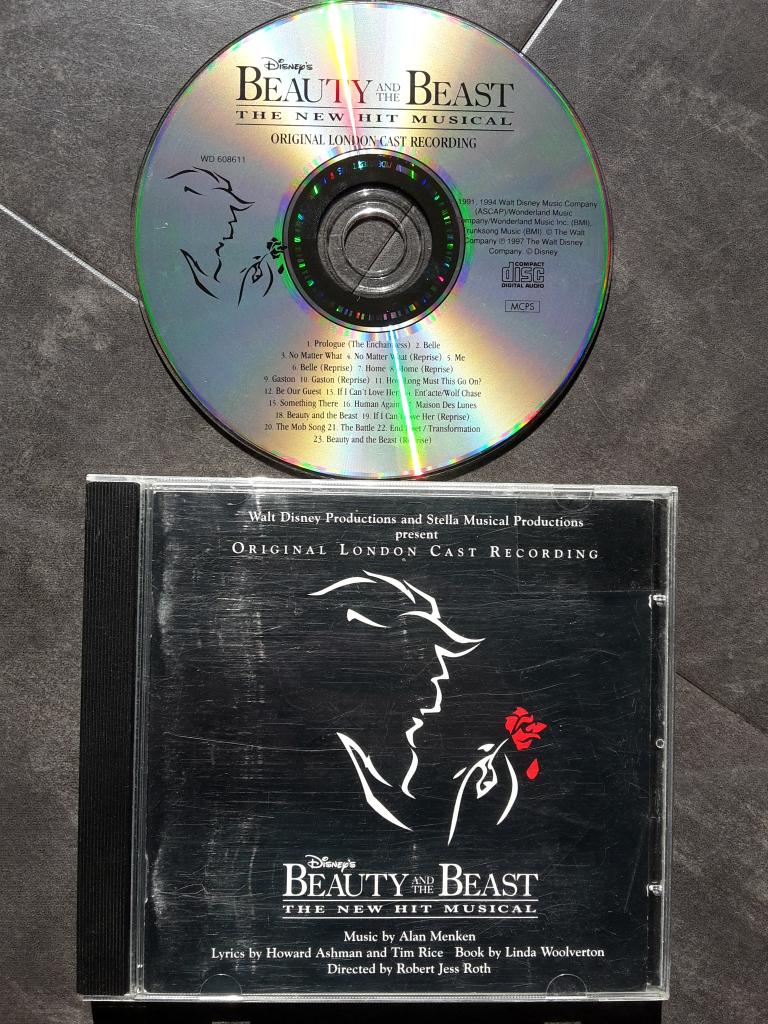 Disney's
BEAUTY AND THE BEAST
THE NEW HIT MUSICAL
ORIGINAL LONDON CAST RECORDING
WD 608611
1991, 1994 Walt Disney Music Company
(ASCAP)/Wonderland Music
Company/Wonderland Music Inc. (BMI),
Trunksong Music (BMI). © The Walt
Company ℗ 1997 The Walt Disney
Company. © Disney
COMPACT
disc
DIGITAL AUDIO
MCPS
1. Prologue (The Enchantress) 2. Belle
3. No Matter What 4. No Matter What (Reprise) 5. Me
6. Belle (Reprise) 7. Home 8. Home (Reprise)
9. Gaston 10. Gaston (Reprise) 11. How Long Must This Go On?
12. Be Our Guest 13. If I Can't Love Her Ent'acte/Wolf Chase
15. Something There 16. Human Again Maison Des Lunes
18. Beauty and the Beast 19. If I Can't Love Her (Reprise)
20. The Mob Song 21. The Battle 22. End Duet / Transformation
23. Beauty and the Beast (Reprise)
Walt Disney Productions and Stella Musical Productions
present
ORIGINAL LONDON CAST RECORDING
Disney's
BEAUTY AND THE BEAST
THE NEW HIT MUSICAL
Music by Alan Menken
Lyrics by Howard Ashman and Tim Rice Book by Linda Woolverton
Directed by Robert Jess Roth